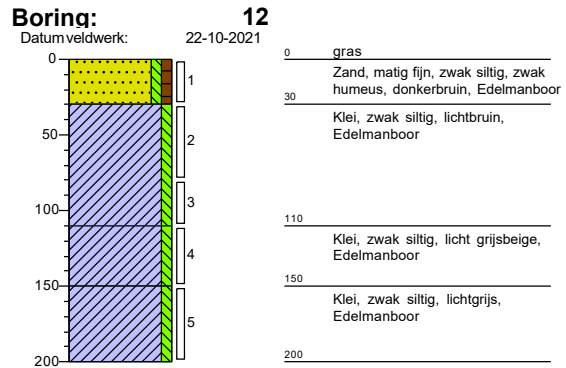 Boring: 12
Datum veldwerk: 22-10-2021
0
50
100
150
200
1
2
3
4
5
0 gras
Zand, matig fijn, zwak siltig, zwak
humeus, donkerbruin, Edelmanboor
30
Klei, zwak siltig, lichtbruin,
Edelmanboor
110
Klei, zwak siltig, licht grijsbeige,
Edelmanboor
150
Klei, zwak siltig, lichtgrijs,
Edelmanboor
200